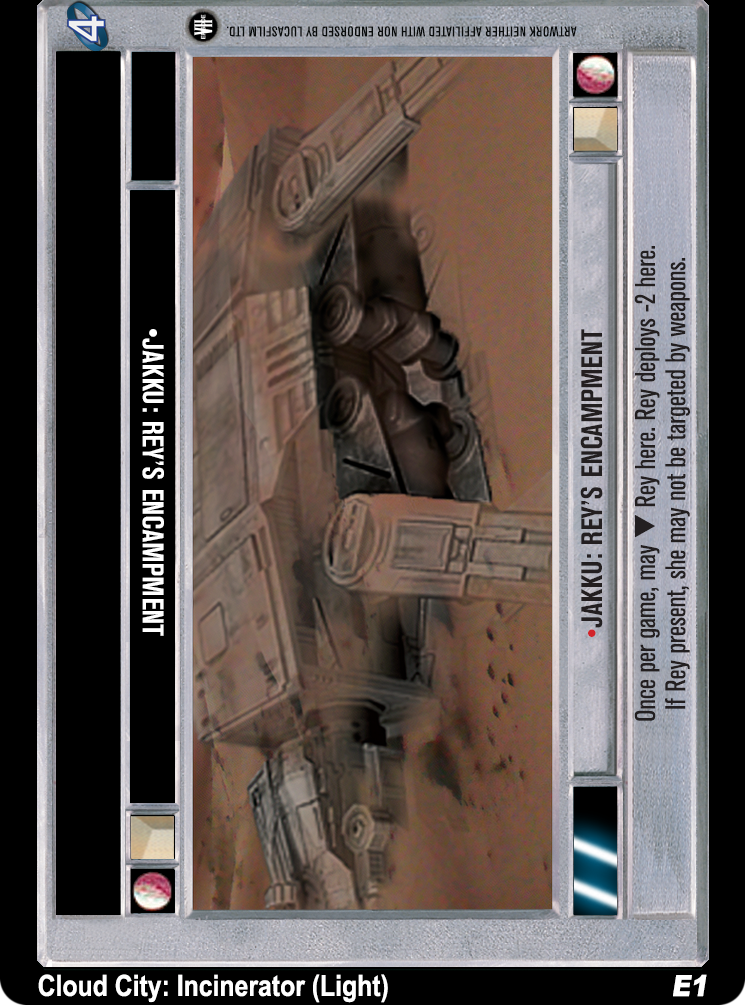 4
VIII
ARTWORK NEITHER AFFILIATED WITH NOR ENDORSED BY LUCASFILM LTD.
•JAKKU: REY'S ENCAMPMENT
•JAKKU: REY'S ENCAMPMENT
Once per game, may ▼ Rey here. Rey deploys -2 here.
If Rey present, she may not be targeted by weapons.
Cloud City: Incinerator (Light)
E1